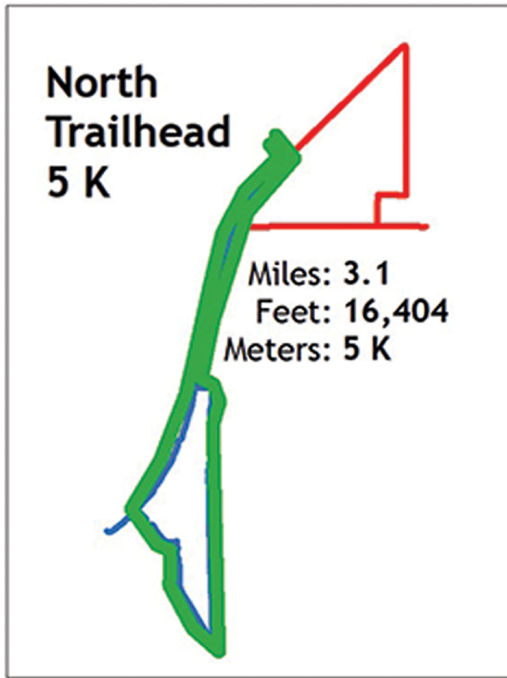 North
Trailhead
5 K
Miles: 3.1
Feet: 16,404
Meters: 5 K